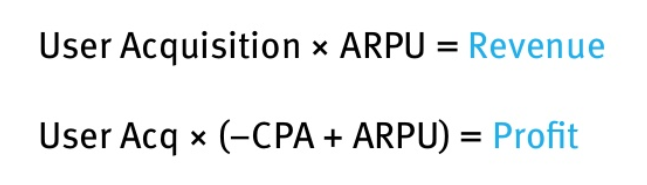 User Acquisition × ARPU = Revenue
User Acq × (–CPA + ARPU) = Profit